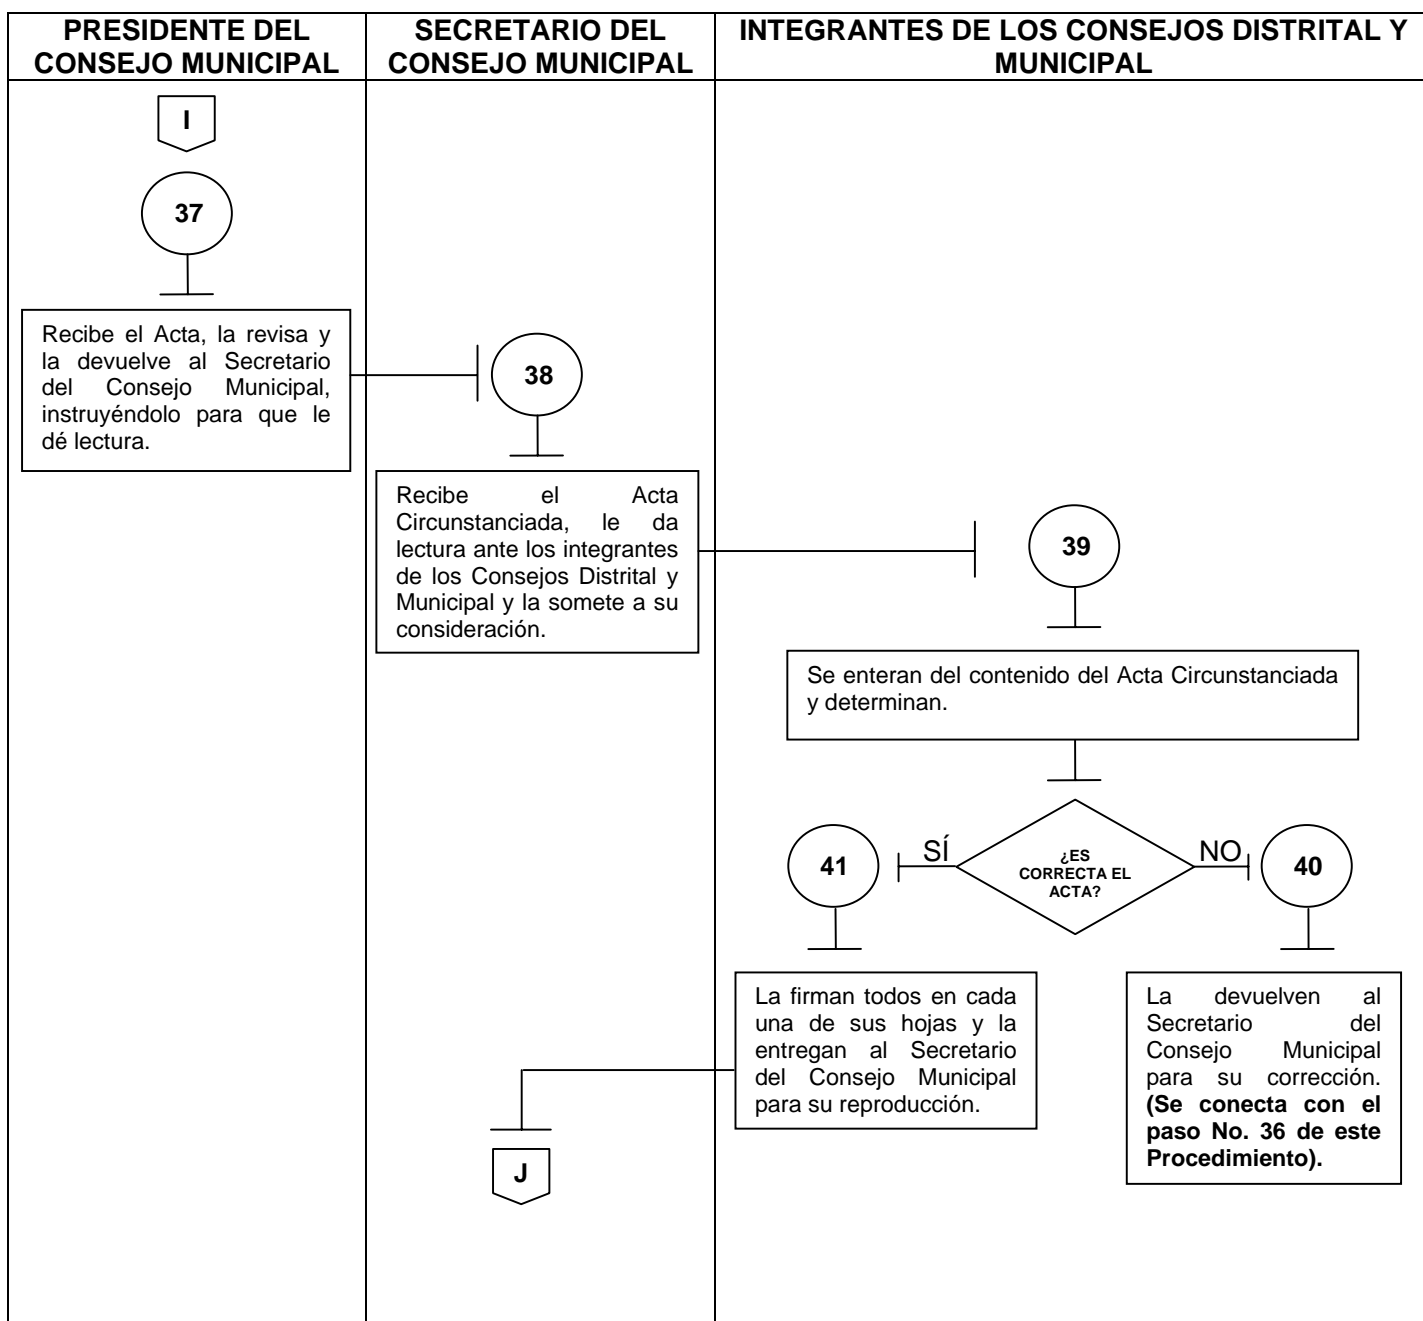 PRESIDENTE DEL
CONSEJO MUNICIPAL
SECRETARIO DEL
CONSEJO MUNICIPAL
INTEGRANTES DE LOS CONSEJOS DISTRITAL Y
MUNICIPAL
I
37
Recibe el Acta, la revisa y
la devuelve al Secretario
del Consejo Municipal,
instruyéndolo para que le
dé lectura.
38
Recibe el Acta
Circunstanciada, le da
lectura ante los integrantes
de los Consejos Distrital y
Municipal y la somete a su
consideración.
39
Se enteran del contenido del Acta Circunstanciada
y determinan.
¿ES
CORRECTA EL
ACTA?
SÍ
NO
41
40
La firman todos en cada
una de sus hojas y la
entregan al Secretario
del Consejo Municipal
para su reproducción.
La devuelven al
Secretario del
Consejo Municipal
para su corrección.
(Se conecta con el
paso No. 36 de este
Procedimiento).
J